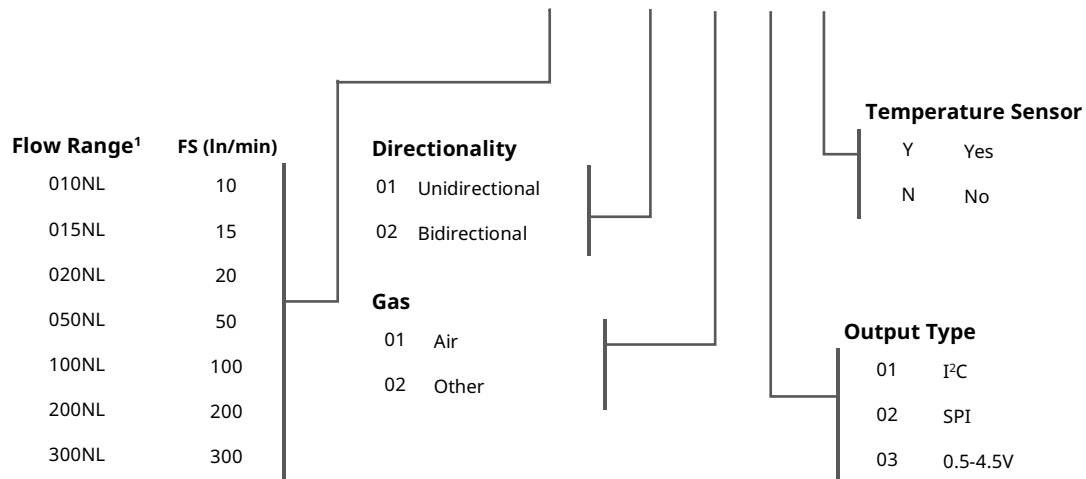 Flow Range¹ FS (ln/min)
010NL 10
015NL 15
020NL 20
050NL 50
100NL 100
200NL 200
300NL 300
Directionality
01 Unidirectional
02 Bidirectional
Gas
01 Air
02 Other
Temperature Sensor
Y Yes
N No
Output Type
01 I²C
02 SPI
03 0.5-4.5V